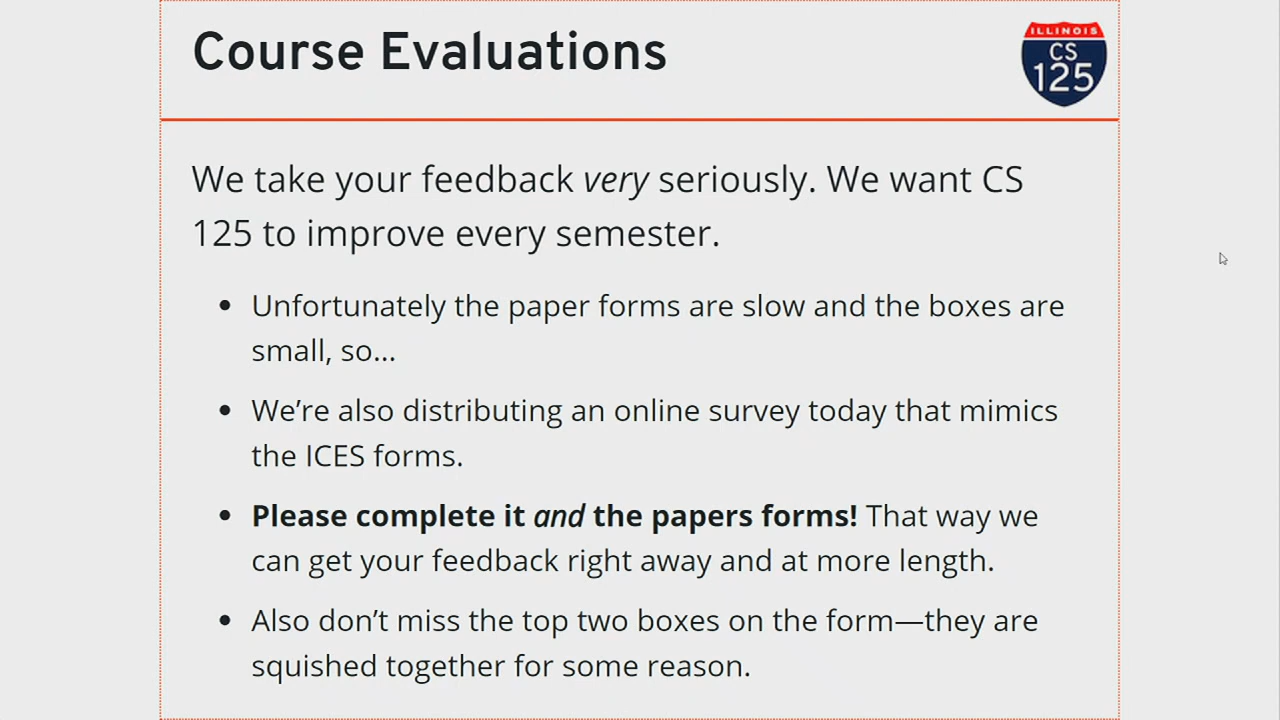 Course Evaluations
ILLINOIS
CS
125
We take your feedback very seriously. We want CS
125 to improve every semester.
• Unfortunately the paper forms are slow and the boxes are
small, so…
• We’re also distributing an online survey today that mimics
the ICES forms.
• Please complete it and the papers forms! That way we
can get your feedback right away and at more length.
• Also don’t miss the top two boxes on the form—they are
squished together for some reason.